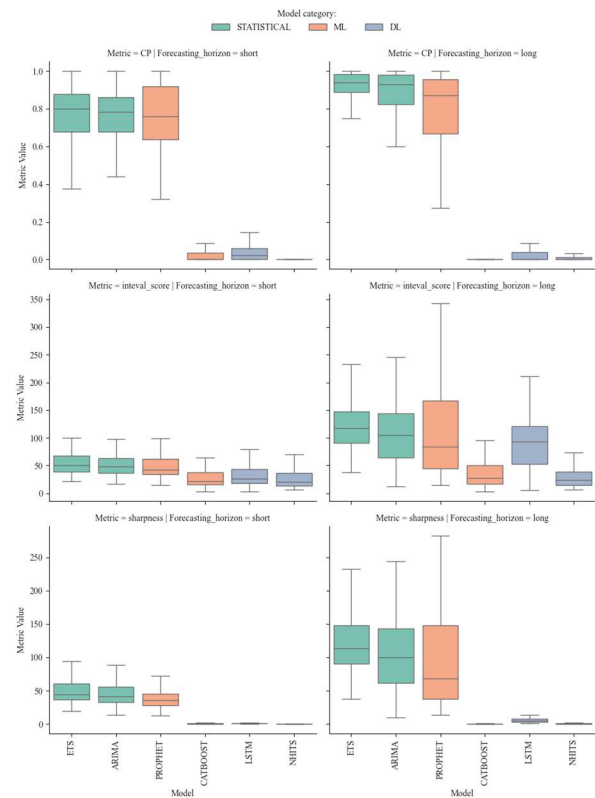 Model category:
STATISTICAL ML DL
Metric = CP | Forecasting_horizon = short
Metric = CP | Forecasting_horizon = long
1.0
0.8
0.6
0.4
0.2
0.0
Metric Value
Metric = inteval_score | Forecasting_horizon = short
Metric = inteval_score | Forecasting_horizon = long
350
300
250
200
150
100
50
0
Metric Value
Metric = sharpness | Forecasting_horizon = short
Metric = sharpness | Forecasting_horizon = long
250
200
150
100
50
0
Metric Value
ETS ARIMA PROPHET CATBOOST LSTM NHITS
ETS ARIMA PROPHET CATBOOST LSTM NHITS
Model Model